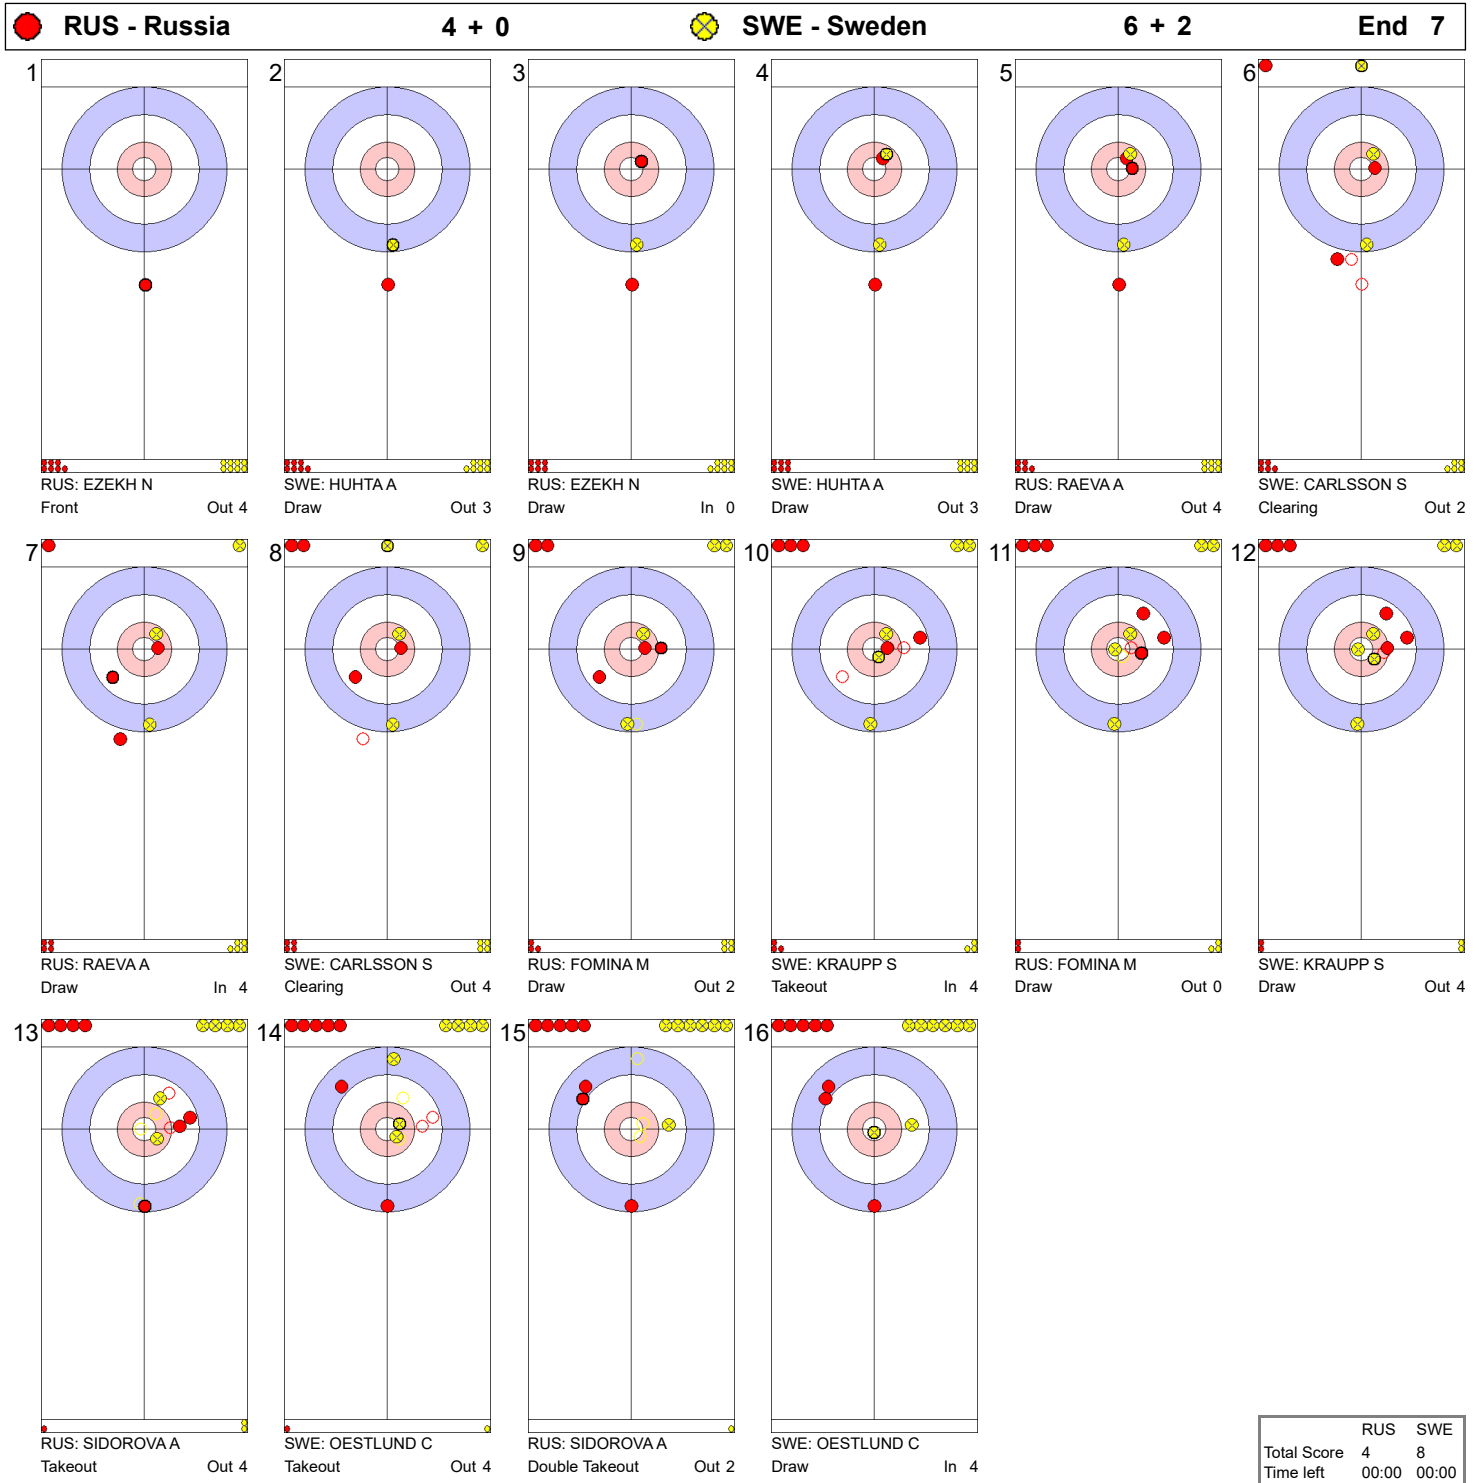 RUS - Russia 4 + 0 SWE - Sweden 6 + 2 End 7
1 2 3 4 5 6
RUS: EZEKH N SWE: HUHTA A RUS: EZEKH N SWE: HUHTA A RUS: RAEVA A SWE: CARLSSON S
Front Out 4 Draw Out 3 Draw In 0 Draw Out 3 Draw Out 4 Clearing Out 2
7 8 9 10 11 12
RUS: RAEVA A SWE: CARLSSON S RUS: FOMINA M SWE: KRAUPP S RUS: FOMINA M SWE: KRAUPP S
Draw In 4 Clearing Out 4 Draw Out 2 Takeout In 4 Draw Out 0 Draw Out 4
13 14 15 16
RUS: SIDOROVA A SWE: OESTLUND C RUS: SIDOROVA A SWE: OESTLUND C
Takeout Out 4 Takeout Out 4 Double Takeout Out 2 Draw In 4
RUS SWE
Total Score 4 8
Time left 00:00 00:00